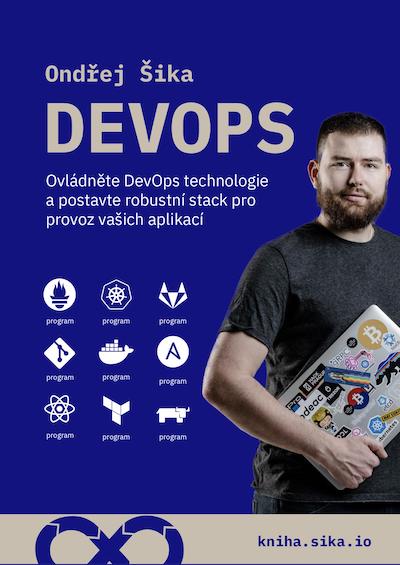 Ondřej Šika
DEVOPS
Ovládněte DevOps technologie
a postavte robustní stack pro
provoz vašich aplikací
program
program
program
program
program
program
program
program
program
kniha.sika.io